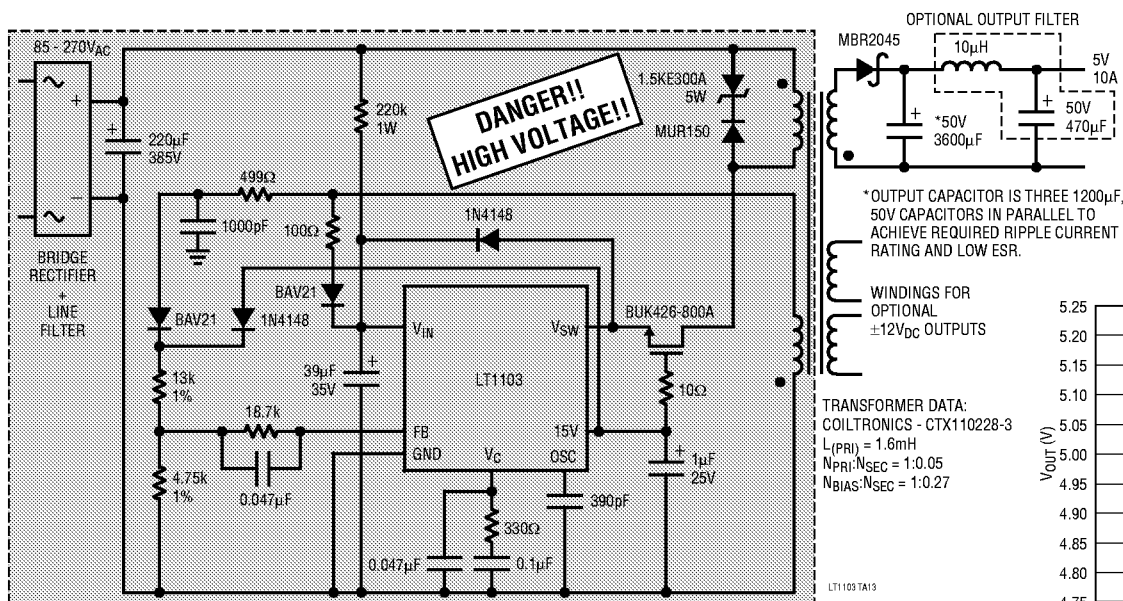 OPTIONAL OUTPUT FILTER
85 - 270VAC
MBR2045
10µH
5V
10A
+
−
+
220µF
385V
220k
1W
DANGER!!
HIGH VOLTAGE!!
1.5KE300A
5W
MUR150
+
*50V
3600µF
+
50V
470µF
499Ω
1000pF
100Ω
1N4148
*OUTPUT CAPACITOR IS THREE 1200µF,
50V CAPACITORS IN PARALLEL TO
ACHIEVE REQUIRED RIPPLE CURRENT
RATING AND LOW ESR.
BRIDGE
RECTIFIER
+
LINE
FILTER
BAV21
1N4148
BAV21
BUK426-800A
WINDINGS FOR
OPTIONAL
±12VDC OUTPUTS
VIN
VSW
LT1103
13k
1%
39µF
35V
+
10Ω
18.7k
FB
GND
VC
OSC
15V
0.047µF
4.75k
1%
+
1µF
25V
390pF
330Ω
0.047µF
0.1µF
TRANSFORMER DATA:
COILTRONICS - CTX110228-3
L(PRI) = 1.6mH
NPRI:NSEC = 1:0.05
NBIAS:NSEC = 1:0.27
LT1103 TA13
VOUT (V)
5.25
5.20
5.15
5.10
5.05
5.00
4.95
4.90
4.85
4.80
4.75